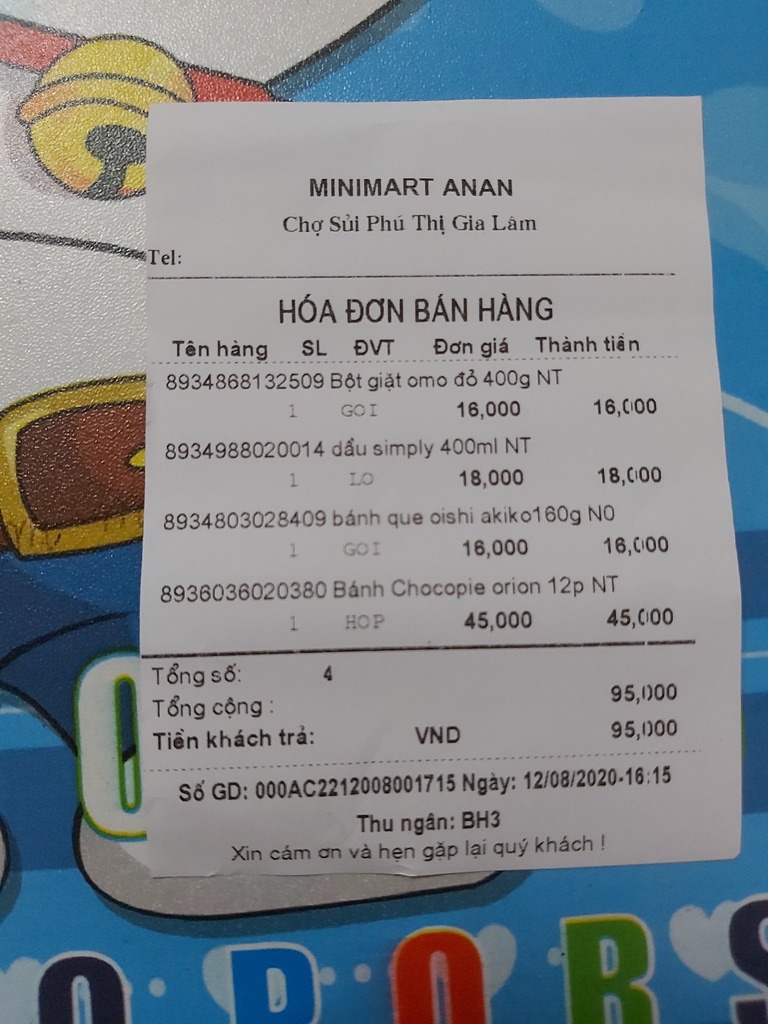 MINIMART ANAN
Chợ Sủi Phú Thị Gia Lâm
Tel:
HÓA ĐƠN BÁN HÀNG
Tên hàng SL ĐVT Đơn giá Thành tiền
8934868132509 Bột giặt omo đỏ 400g NT
1 GOI 16,000 16,000
8934988020014 dẩu simply 400ml NT
1 LO 18,000 18,000
8934803028409 bánh que oishi akiko160g N0
1 GOI 16,000 16,000
8936036020380 Bánh Chocopie orion 12p NT
1 HOP 45,000 45,000
Tổng số: 4
Tổng cộng : 95,000
Tiền khách trả: VND 95,000
Số GD: 000AC2212008001715 Ngày: 12/08/2020-16:15
Thu ngân: BH3
Xin cám ơn và hẹn gặp lại quý khách !